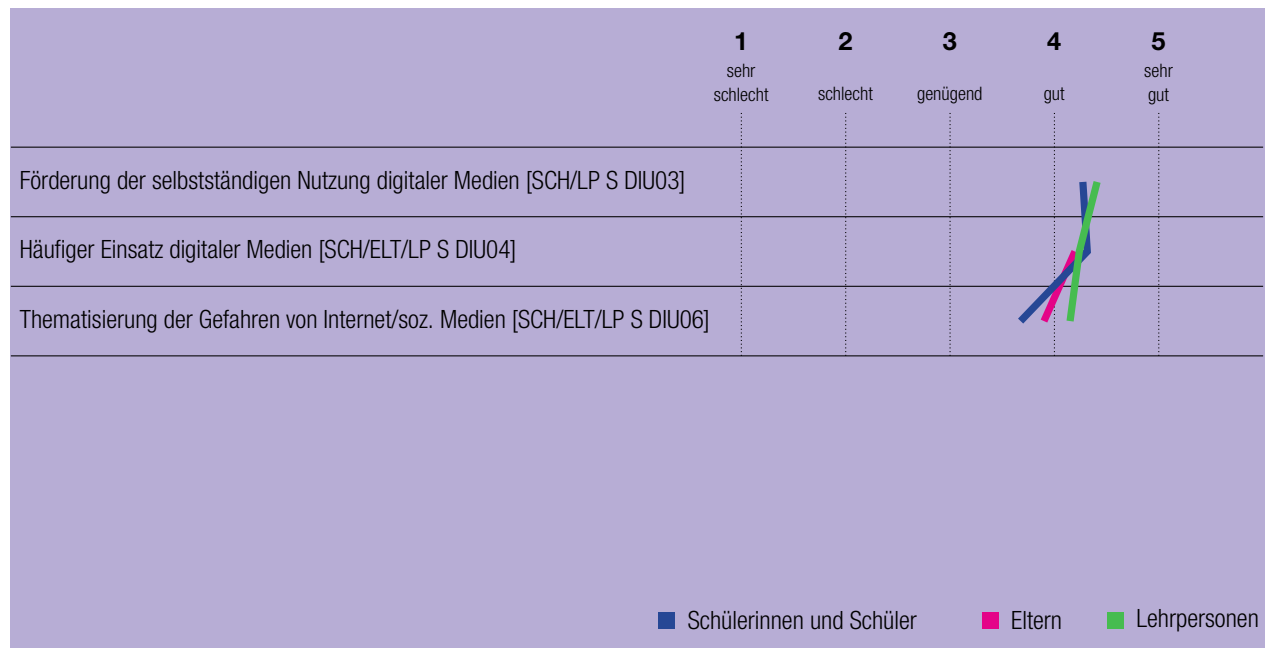 1 2 3 4 5
sehr schlecht schlecht genügend gut sehr gut
Förderung der selbstständigen Nutzung digitaler Medien [SCH/LP S DIU03]
Häufiger Einsatz digitaler Medien [SCH/ELT/LP S DIU04]
Thematisierung der Gefahren von Internet/soz. Medien [SCH/ELT/LP S DIU06]
Schülerinnen und Schüler Eltern Lehrpersonen